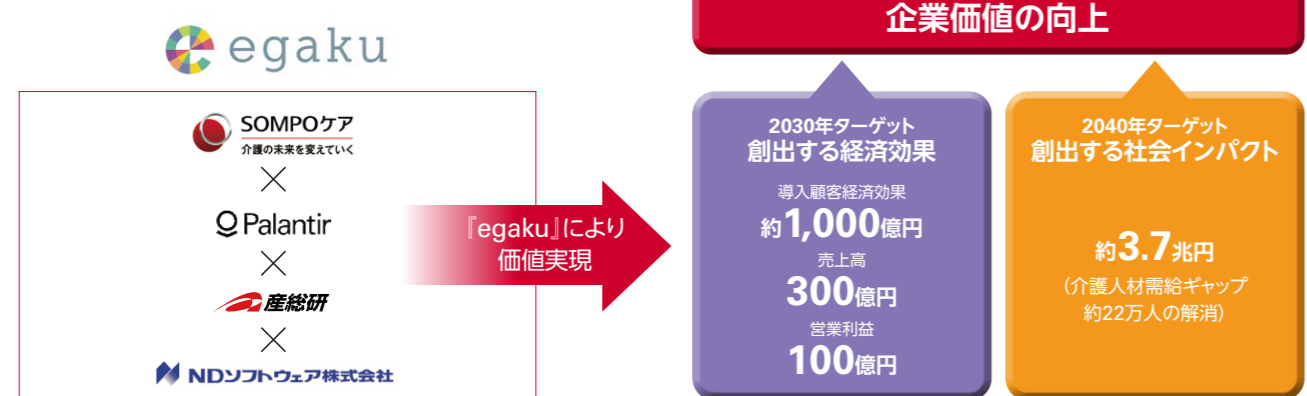 egaku
SOMPOケア
介護の未来を変えていく
×
Palantir
×
産総研
×
NDソフトウェア株式会社
『egaku』により
価値実現
企業価値の向上
2030年ターゲット
創出する経済効果
導入顧客経済効果
約1,000億円
売上高
300億円
営業利益
100億円
2040年ターゲット
創出する社会インパクト
約3.7兆円
(介護人材需給ギャップ
約22万人の解消)